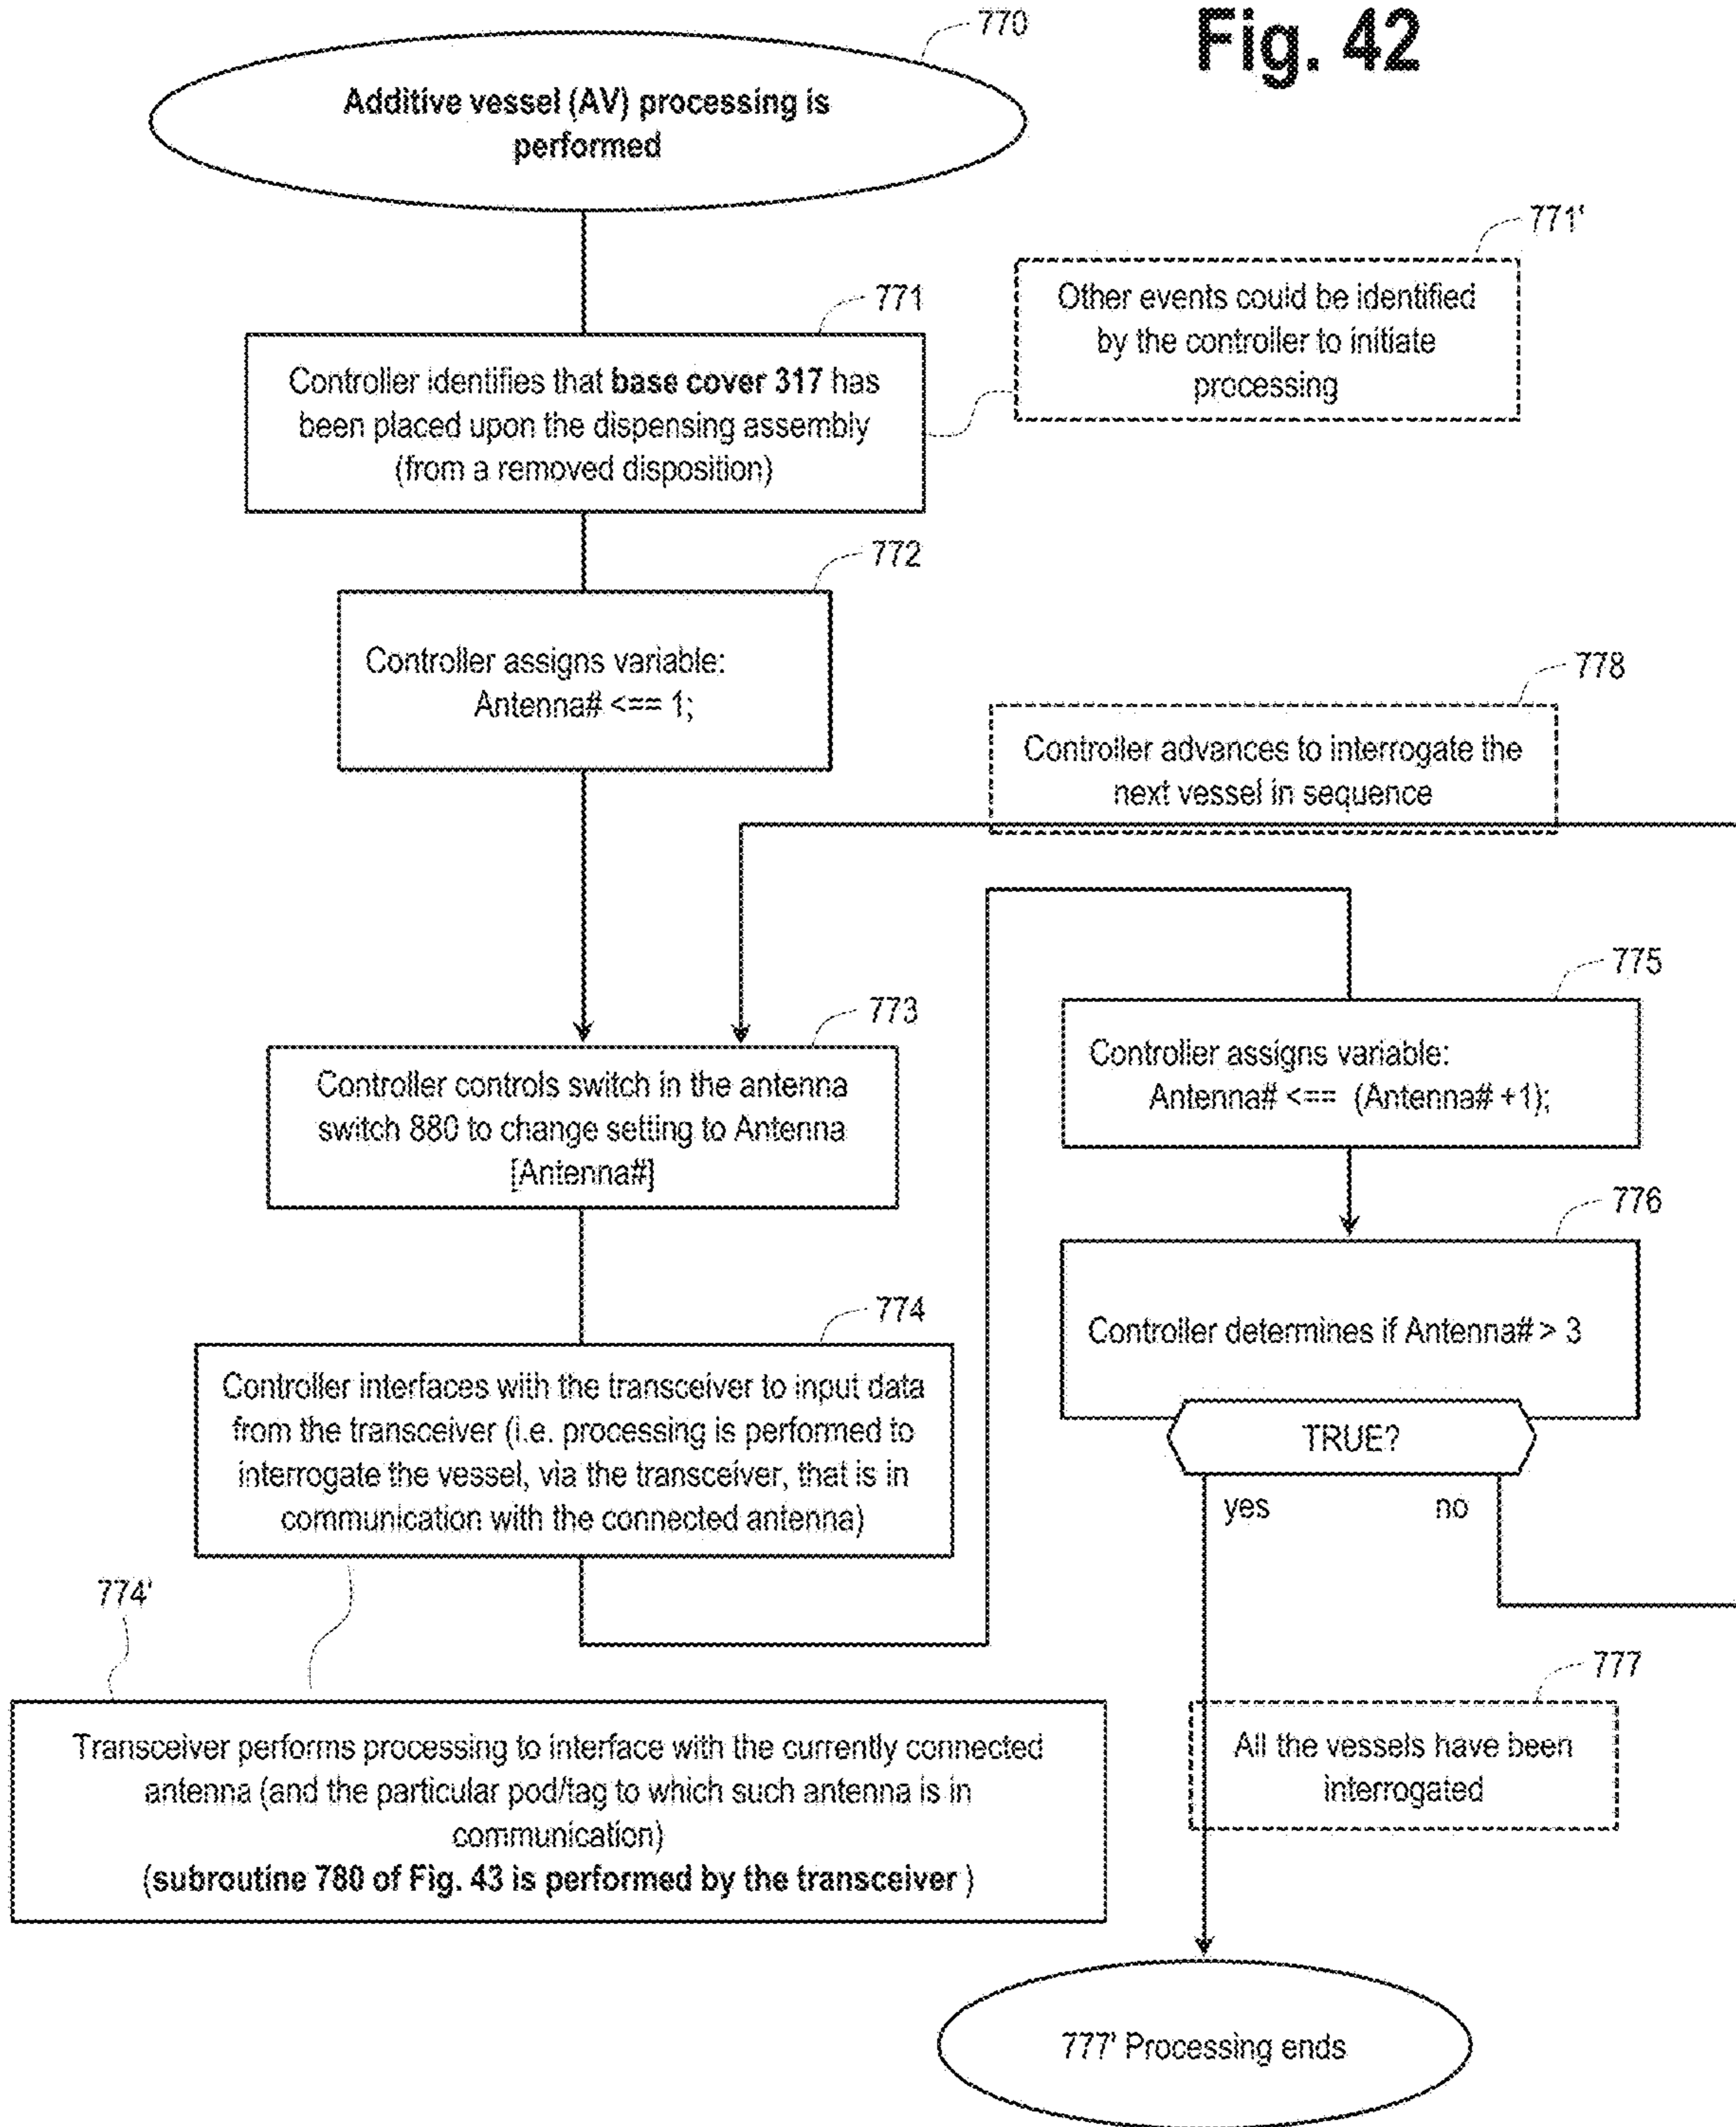 Fig. 42
770
Additive vessel (AV) processing is
performed
771'
Other events could be identified
by the controller to initiate
processing
771
Controller identifies that base cover 317 has
been placed upon the dispensing assembly
(from a removed disposition)
772
Controller assigns variable:
Antenna# <== 1;
778
Controller advances to interrogate the
next vessel in sequence
773
Controller controls switch in the antenna
switch 880 to change setting to Antenna
[Antenna#]
774
Controller interfaces with the transceiver to input data
from the transceiver (i.e. processing is performed to
interrogate the vessel, via the transceiver, that is in
communication with the connected antenna)
774'
Transceiver performs processing to interface with the currently connected
antenna (and the particular pod/tag to which such antenna is in
communication)
(subroutine 780 of Fig. 43 is performed by the transceiver )
775
Controller assigns variable:
Antenna# <== (Antenna# +1);
776
Controller determines if Antenna# > 3
TRUE?
yes
no
777
All the vessels have been
interrogated
777' Processing ends